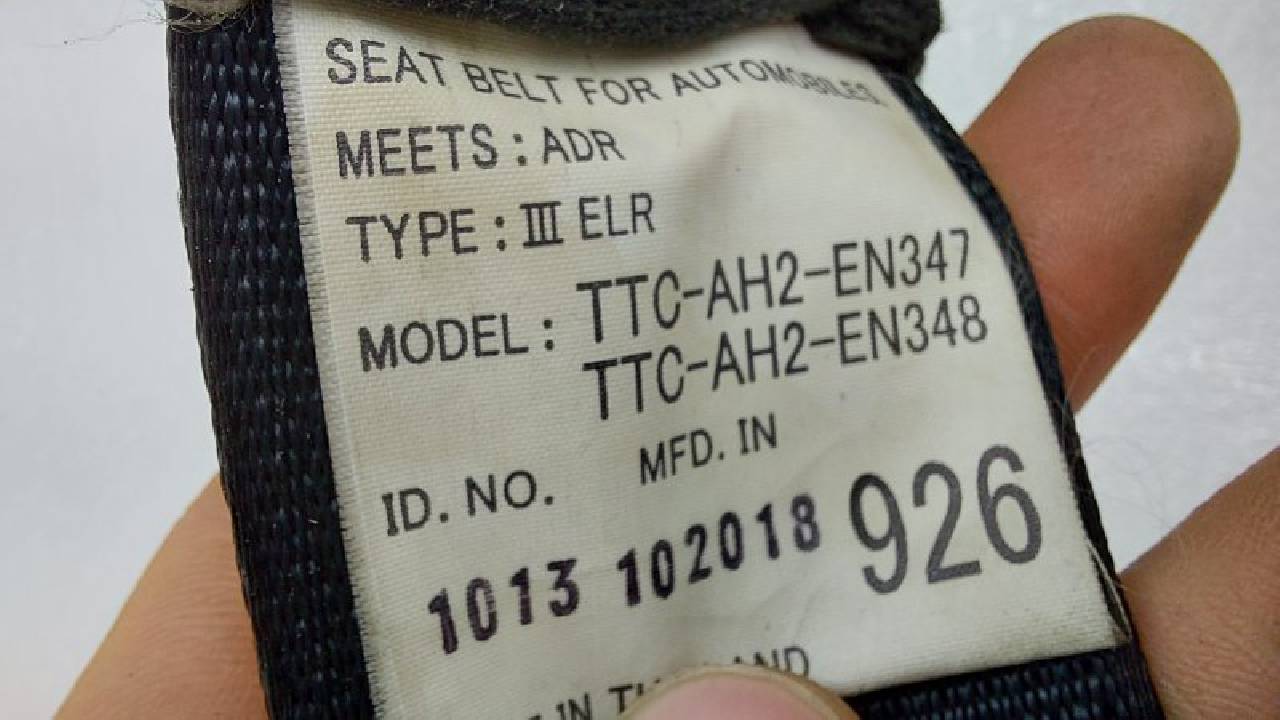 SEAT BELT FOR AUTOMOBILES
MEETS : ADR
TYPE : III ELR
MODEL : TTC-AH2-EN347
TTC-AH2-EN348
ID. NO. MFD. IN
1013 102018 926
IN